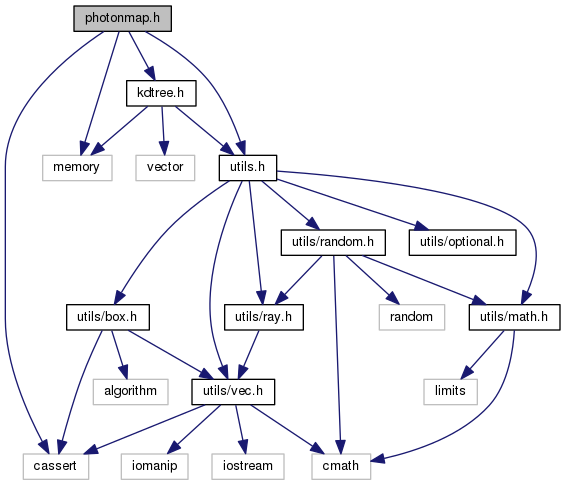 photonmap.h
kdtree.h
memory
vector
utils.h
utils/random.h
utils/optional.h
utils/box.h
utils/ray.h
random
utils/math.h
algorithm
utils/vec.h
limits
cassert
iomanip
iostream
cmath